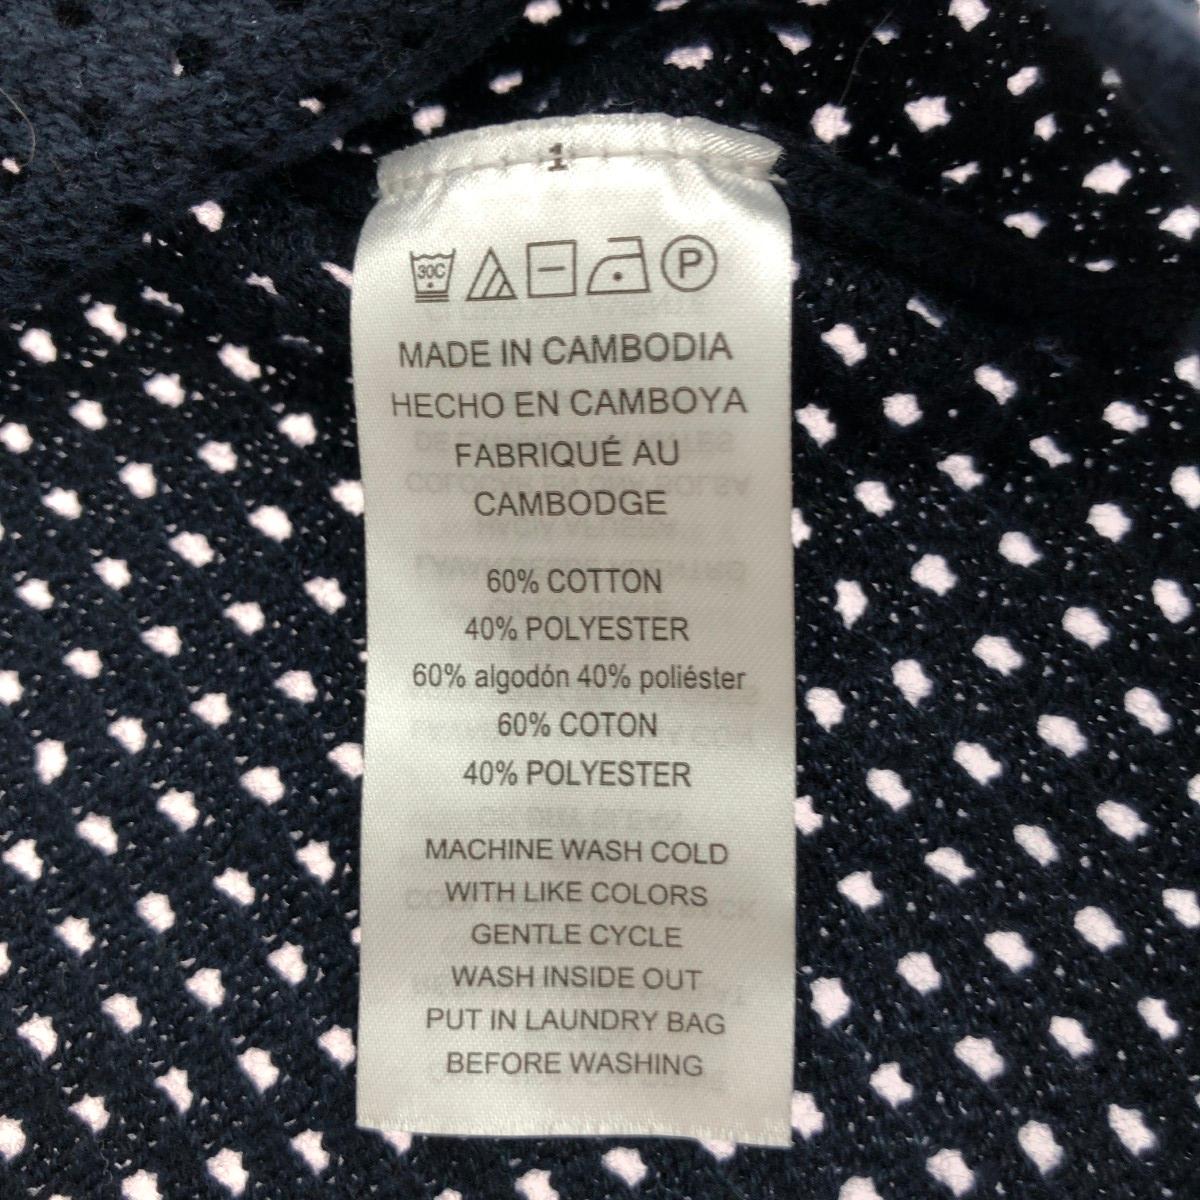 1
30C
P
MADE IN CAMBODIA
HECHO EN CAMBOYA
FABRIQUÉ AU
CAMBODGE
60% COTTON
40% POLYESTER
60% algodón 40% poliéster
60% COTON
40% POLYESTER
MACHINE WASH COLD
WITH LIKE COLORS
GENTLE CYCLE
WASH INSIDE OUT
PUT IN LAUNDRY BAG
BEFORE WASHING